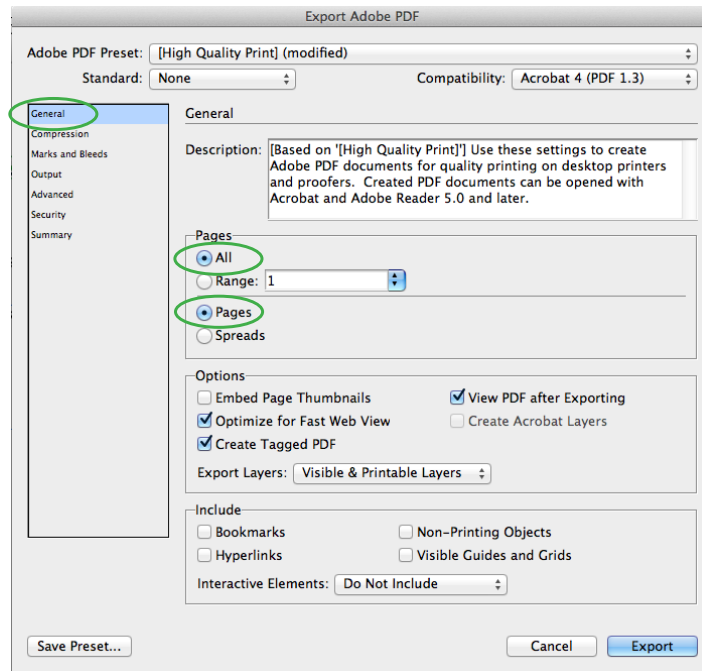 Export Adobe PDF
Adobe PDF Preset: [High Quality Print] (modified)
Standard: None Compatibility: Acrobat 4 (PDF 1.3)
General
Compression
Marks and Bleeds
Output
Advanced
Security
Summary
General
Description: [Based on '[High Quality Print]'] Use these settings to create
Adobe PDF documents for quality printing on desktop printers
and proofers. Created PDF documents can be opened with
Acrobat and Adobe Reader 5.0 and later.
Pages
All
Range: 1
Pages
Spreads
Options
Embed Page Thumbnails View PDF after Exporting
Optimize for Fast Web View Create Acrobat Layers
Create Tagged PDF
Export Layers: Visible & Printable Layers
Include
Bookmarks Non-Printing Objects
Hyperlinks Visible Guides and Grids
Interactive Elements: Do Not Include
Save Preset... Cancel Export